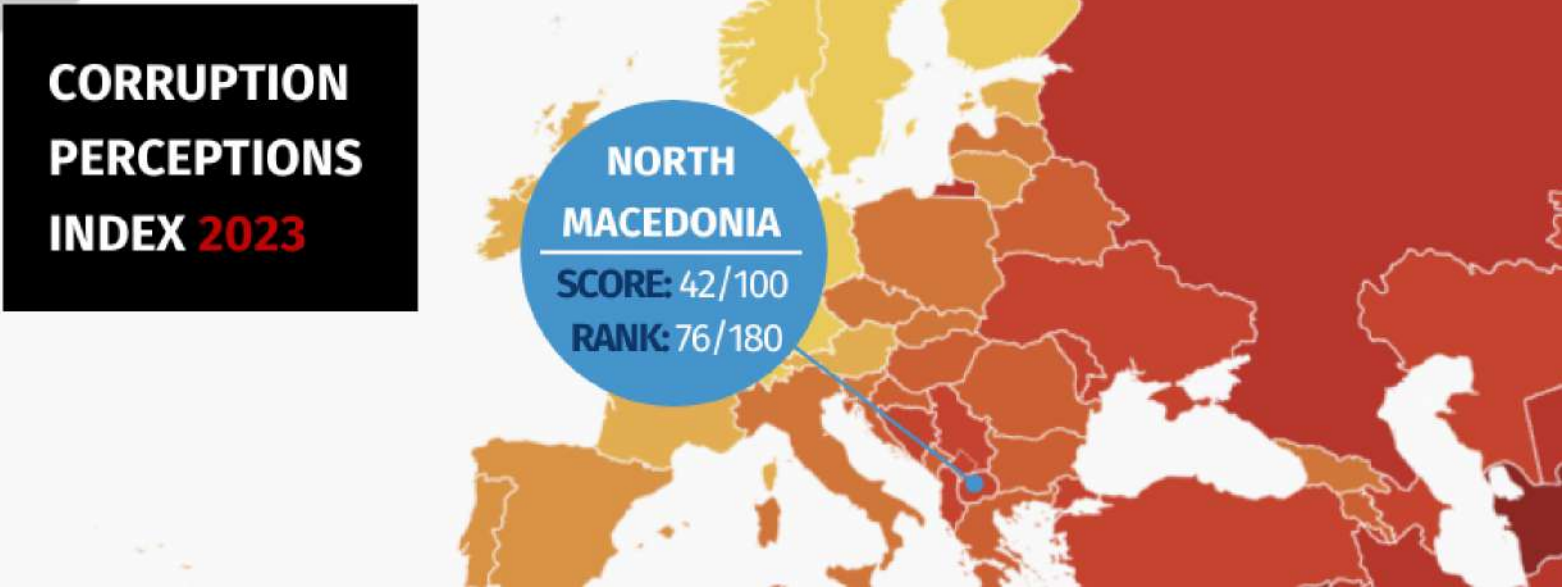 CORRUPTION
PERCEPTIONS
INDEX 2023
NORTH
MACEDONIA
SCORE: 42/100
RANK: 76/180